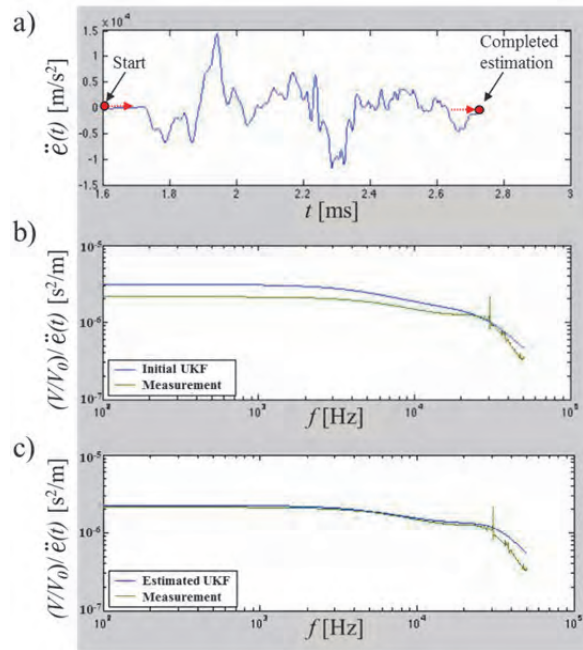 a)
× 10⁻⁴
1.5
1
0.5
0
-0.5
-1
-1.5
ë(t) [m/s²]
Start
Completed
estimation
1.6 1.8 2 2.2 2.4 2.6 2.8 3
t [ms]
b)
10⁻⁵
10⁻⁶
10⁻⁷
(V/V₀)/ë(t) [s²/m]
Initial UKF
Measurement
10² 10³ 10⁴ 10⁵
f [Hz]
c)
10⁻⁵
10⁻⁶
10⁻⁷
(V/V₀)/ë(t) [s²/m]
Estimated UKF
Measurement
10² 10³ 10⁴ 10⁵
f [Hz]